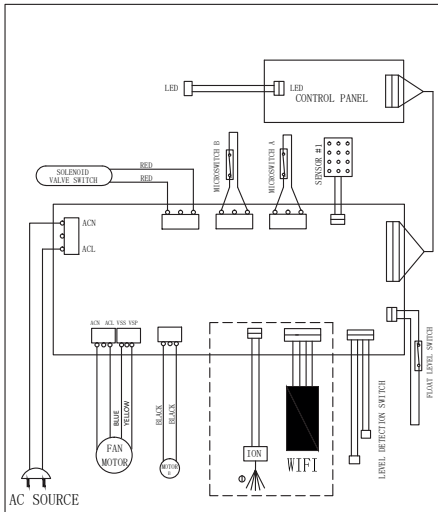 LED
LED
CONTROL PANEL
SOLENOID
VALVE SWITCH
RED
RED
MICROSWITCH B
MICROSWITCH A
SENSOR #1
ACN
ACL
ACN ACL VSS VSP
BLUE
YELLOW
BLACK
BLACK
FAN
MOTOR
MOTOR
B
ION
WIFI
LEVEL DETECTION SWITCH
FLOAT LEVEL SWITCH
AC SOURCE